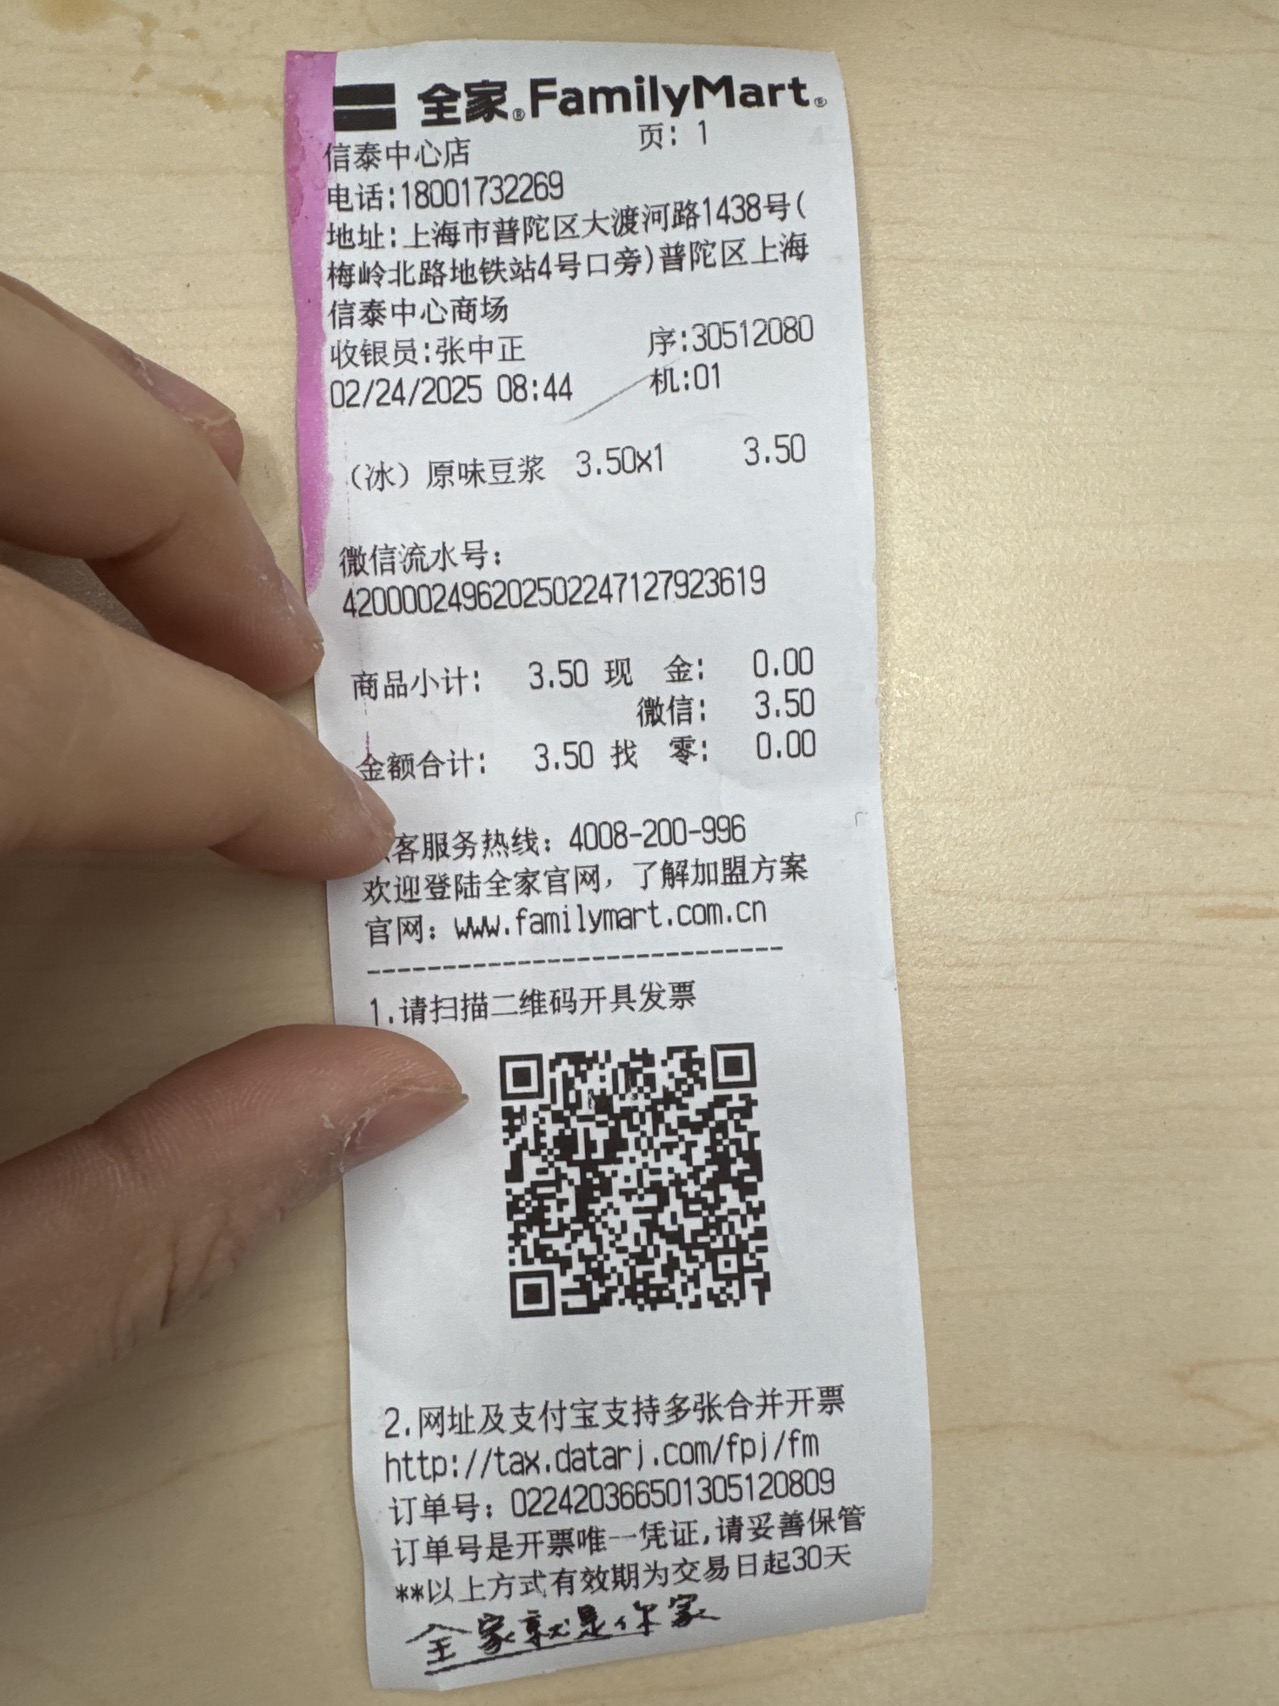 全家®FamilyMart®
页: 1
信泰中心店
电话:18001732269
地址:上海市普陀区大渡河路1438号(
梅岭北路地铁站4号口旁)普陀区上海
信泰中心商场
收银员:张中正 序:30512080
02/24/2025 08:44 机:01
（冰）原味豆浆 3.50x1 3.50
微信流水号:
4200002496202502247127923619
商品小计: 3.50 现 金: 0.00
微信: 3.50
金额合计: 3.50 找 零: 0.00
客服务热线: 4008-200-996
欢迎登陆全家官网, 了解加盟方案
官网: www.familymart.com.cn
---------------------------
1.请扫描二维码开具发票
2.网址及支付宝支持多张合并开票
http://tax.datarj.com/fpj/fm
订单号: 022420366501305120809
订单号是开票唯一凭证,请妥善保管
**以上方式有效期为交易日起30天
全家就是你家